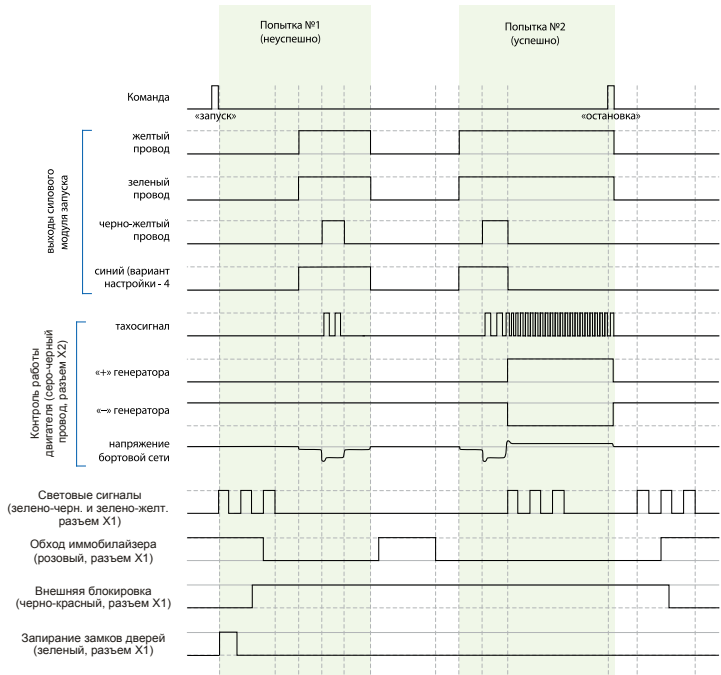 Попытка №1
(неуспешно)
Попытка №2
(успешно)
Команда
«запуск»
«остановка»
выходы силового
модуля запуска
желтый
провод
зеленый
провод
черно-желтый
провод
синий (вариант
настройки - 4
Контроль работы
двигателя (серо-черный
провод, разъем X2)
тахосигнал
«+» генератора
«–» генератора
напряжение
бортовой сети
Световые сигналы
(зелено-черн. и зелено-желт.
разъем X1)
Обход иммобилайзера
(розовый, разъем X1)
Внешняя блокировка
(черно-красный, разъем X1)
Запирание замков дверей
(зеленый, разъем X1)